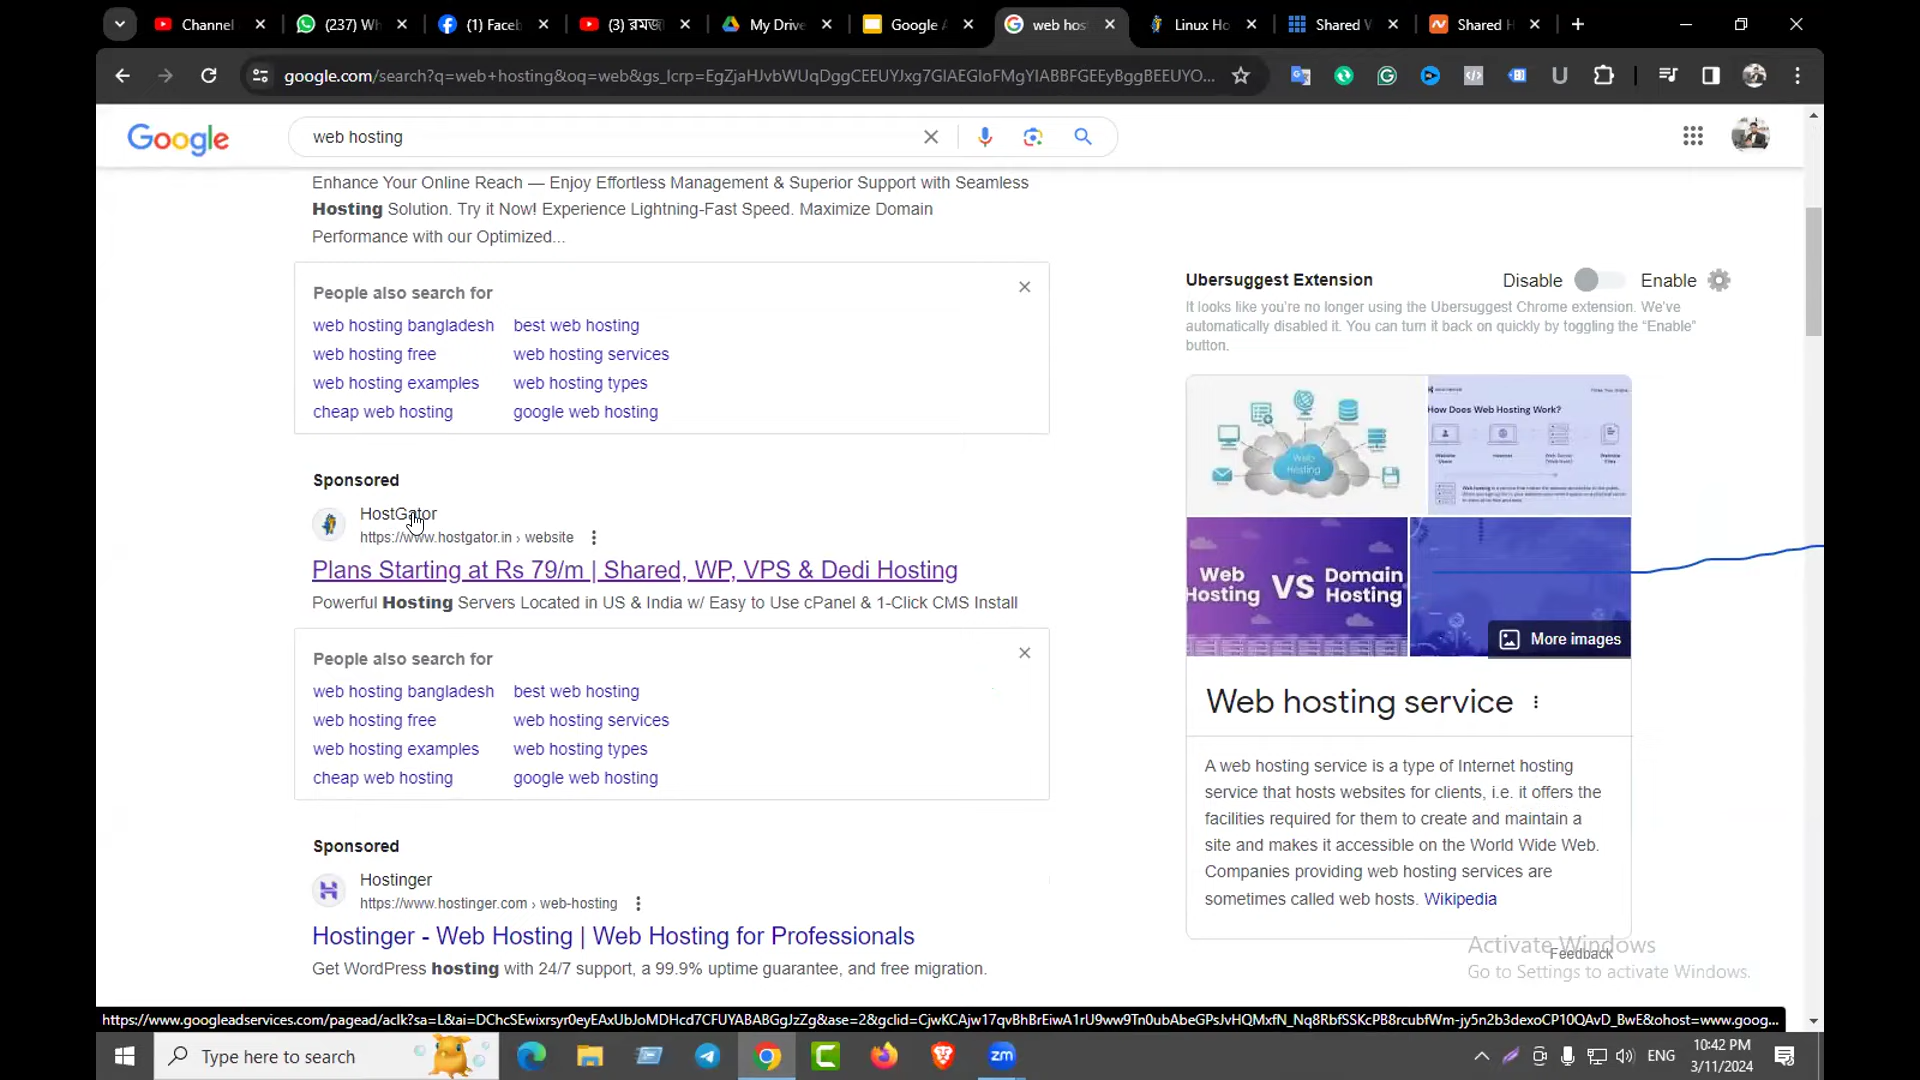 Channel
(237) Wh
(1) Faceb
(3) রমজা
My Drive
Google A
web hos
Linux Ho
Shared W
Shared H
google.com/search?q=web+hosting&oq=web&gs_lcrp=EgZjaHJvbWUqDggCEEUYJxg7GIAEGIoFMgYIABBFGEEyBggBEEUYO...
Google
web hosting
Enhance Your Online Reach — Enjoy Effortless Management & Superior Support with Seamless
Hosting Solution. Try it Now! Experience Lightning-Fast Speed. Maximize Domain
Performance with our Optimized...
People also search for
web hosting bangladesh best web hosting
web hosting free web hosting services
web hosting examples web hosting types
cheap web hosting google web hosting
Sponsored
HostGator
https://www.hostgator.in › website
Plans Starting at Rs 79/m | Shared, WP, VPS & Dedi Hosting
Powerful Hosting Servers Located in US & India w/ Easy to Use cPanel & 1-Click CMS Install
People also search for
web hosting bangladesh best web hosting
web hosting free web hosting services
web hosting examples web hosting types
cheap web hosting google web hosting
Sponsored
Hostinger
https://www.hostinger.com › web-hosting
Hostinger - Web Hosting | Web Hosting for Professionals
Get WordPress hosting with 24/7 support, a 99.9% uptime guarantee, and free migration.
Ubersuggest Extension Disable Enable
It looks like you're no longer using the Ubersuggest Chrome extension. We've
automatically disabled it. You can turn it back on quickly by toggling the “Enable”
button.
Web
Hosting
How Does Web Hosting Work?
Web
Hosting
VS
Domain
Hosting
More images
Web hosting service
A web hosting service is a type of Internet hosting
service that hosts websites for clients, i.e. it offers the
facilities required for them to create and maintain a
site and makes it accessible on the World Wide Web.
Companies providing web hosting services are
sometimes called web hosts. Wikipedia
Feedback
Activate Windows
Go to Settings to activate Windows.
Type here to search
zm
ENG
10:42 PM
3/11/2024